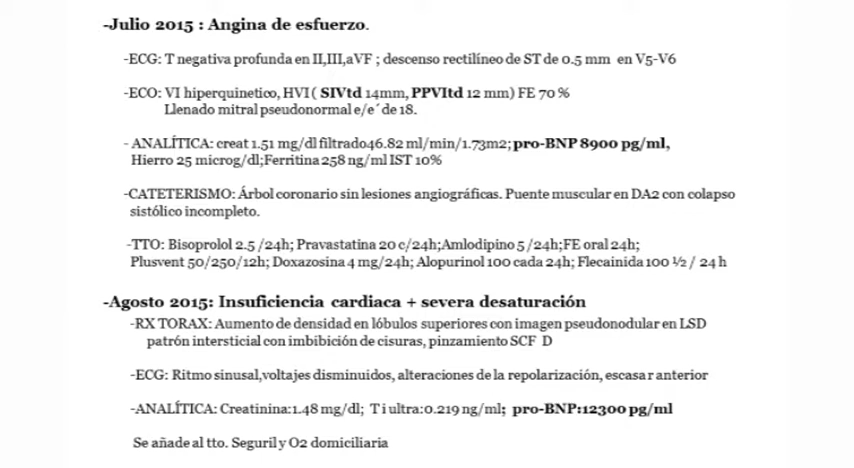 -Julio 2015 : Angina de esfuerzo.
-ECG: T negativa profunda en II,III,aVF ; descenso rectilíneo de ST de 0.5 mm en V5-V6
-ECO: VI hiperquinetico, HVI ( SIVtd 14mm, PPVItd 12 mm) FE 70 %
Llenado mitral pseudonormal e/e´de 18.
- ANALÍTICA: creat 1.51 mg/dl filtrado46.82 ml/min/1.73m2; pro-BNP 8900 pg/ml,
Hierro 25 microg/dl;Ferritina 258 ng/ml IST 10%
-CATETERISMO: Árbol coronario sin lesiones angiográficas. Puente muscular en DA2 con colapso
sistólico incompleto.
-TTO: Bisoprolol 2.5 /24h; Pravastatina 20 c/24h;Amlodipino 5 /24h;FE oral 24h;
Plusvent 50/250/12h; Doxazosina 4 mg/24h; Alopurinol 100 cada 24h; Flecainida 100 ½ / 24 h
-Agosto 2015: Insuficiencia cardiaca + severa desaturación
-RX TORAX: Aumento de densidad en lóbulos superiores con imagen pseudonodular en LSD
patrón intersticial con imbibición de cisuras, pinzamiento SCF D
-ECG: Ritmo sinusal,voltajes disminuidos, alteraciones de la repolarización, escasa r anterior
-ANALÍTICA: Creatinina:1.48 mg/dl; T i ultra:0.219 ng/ml; pro-BNP:12300 pg/ml
Se añade al tto. Seguril y O2 domiciliaria